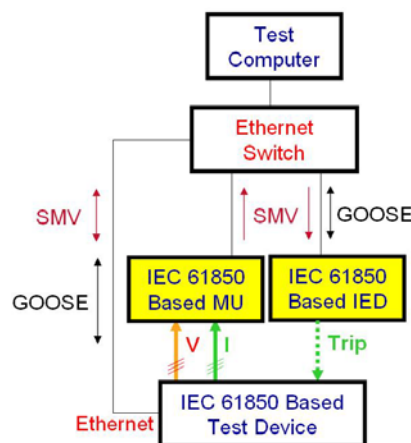 Test
Computer
Ethernet
Switch
SMV
SMV
GOOSE
GOOSE
IEC 61850
Based MU
IEC 61850
Based IED
V
I
Trip
Ethernet
IEC 61850 Based
Test Device